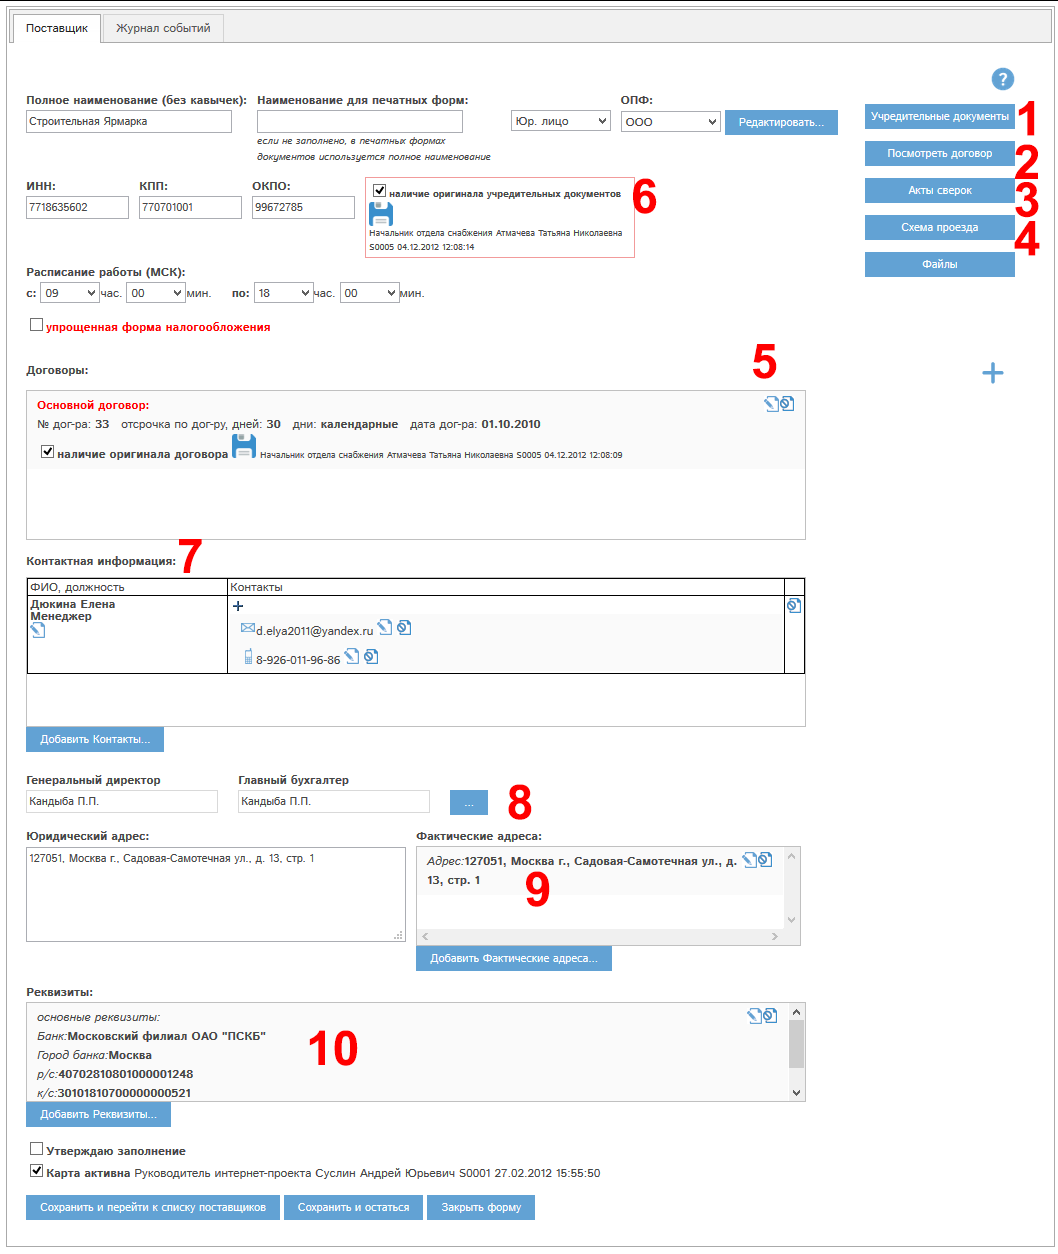 Поставщик Журнал событий
?
Полное наименование (без кавычек): Наименование для печатных форм: ОПФ:
Строительная Ярмарка Юр. лицо ООО Редактировать... Учредительные документы 1
если не заполнено, в печатных формах
документов используется полное наименование
Посмотреть договор 2
ИНН: КПП: ОКПО:
7718635602 770701001 99672785
наличие оригинала учредительных документов 6
Начальник отдела снабжения Атмачева Татьяна Николаевна
S0005 04.12.2012 12:08:14
Акты сверок 3
Схема проезда 4
Файлы
Расписание работы (МСК):
с: 09 час. 00 мин. по: 18 час. 00 мин.
упрощенная форма налогообложения
Договоры: 5
Основной договор:
№ дог-ра: 33 отсрочка по дог-ру, дней: 30 дни: календарные дата дог-ра: 01.10.2010
наличие оригинала договора Начальник отдела снабжения Атмачева Татьяна Николаевна S0005 04.12.2012 12:08:09
Контактная информация: 7
ФИО, должность Контакты
Дюкина Елена
Менеджер
d.elya2011@yandex.ru
8-926-011-96-86
Добавить Контакты...
Генеральный директор Главный бухгалтер
Кандыба П.П. Кандыба П.П. ... 8
Юридический адрес: Фактические адреса:
127051, Москва г., Садовая-Самотечная ул., д. 13, стр. 1
Адрес:127051, Москва г., Садовая-Самотечная ул., д.
13, стр. 1 9
Добавить Фактические адреса...
Реквизиты:
основные реквизиты:
Банк:Московский филиал ОАО "ПСКБ" 10
Город банка:Москва
р/с:40702810801000001248
к/с:30101810700000000521
Добавить Реквизиты...
Утверждаю заполнение
Карта активна Руководитель интернет-проекта Суслин Андрей Юрьевич S0001 27.02.2012 15:55:50
Сохранить и перейти к списку поставщиков Сохранить и остаться Закрыть форму